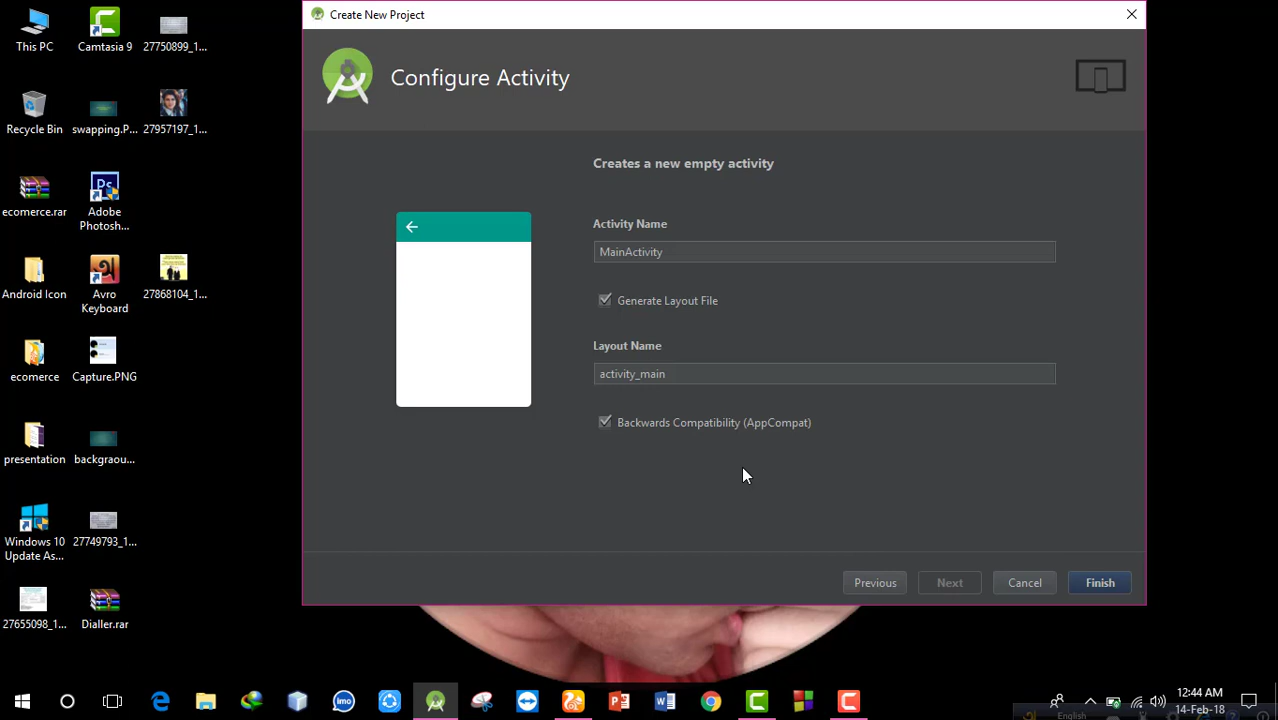 Create New Project
Configure Activity
Creates a new empty activity
Activity Name
MainActivity
Generate Layout File
Layout Name
activity_main
Backwards Compatibility (AppCompat)
Previous
Next
Cancel
Finish
This PC
Camtasia 9
27750899_1...
Recycle Bin
swapping.P...
27957197_1...
ecomerce.rar
Adobe
Photosh...
Android Icon
Avro
Keyboard
27868104_1...
ecomerce
Capture.PNG
presentation
backgraou...
Windows 10
Update As...
27749793_1...
27655098_1...
Dialler.rar
imo
12:44 AM
14-Feb-18
English